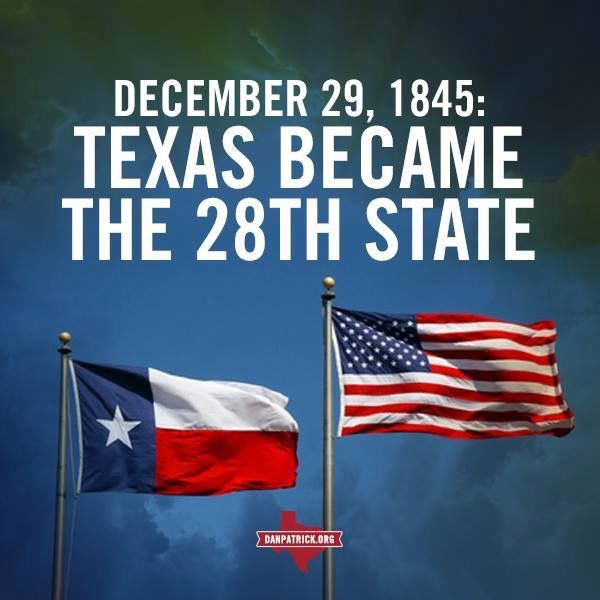 DECEMBER 29, 1845:
TEXAS BECAME
THE 28TH STATE
DANPATRICK.ORG